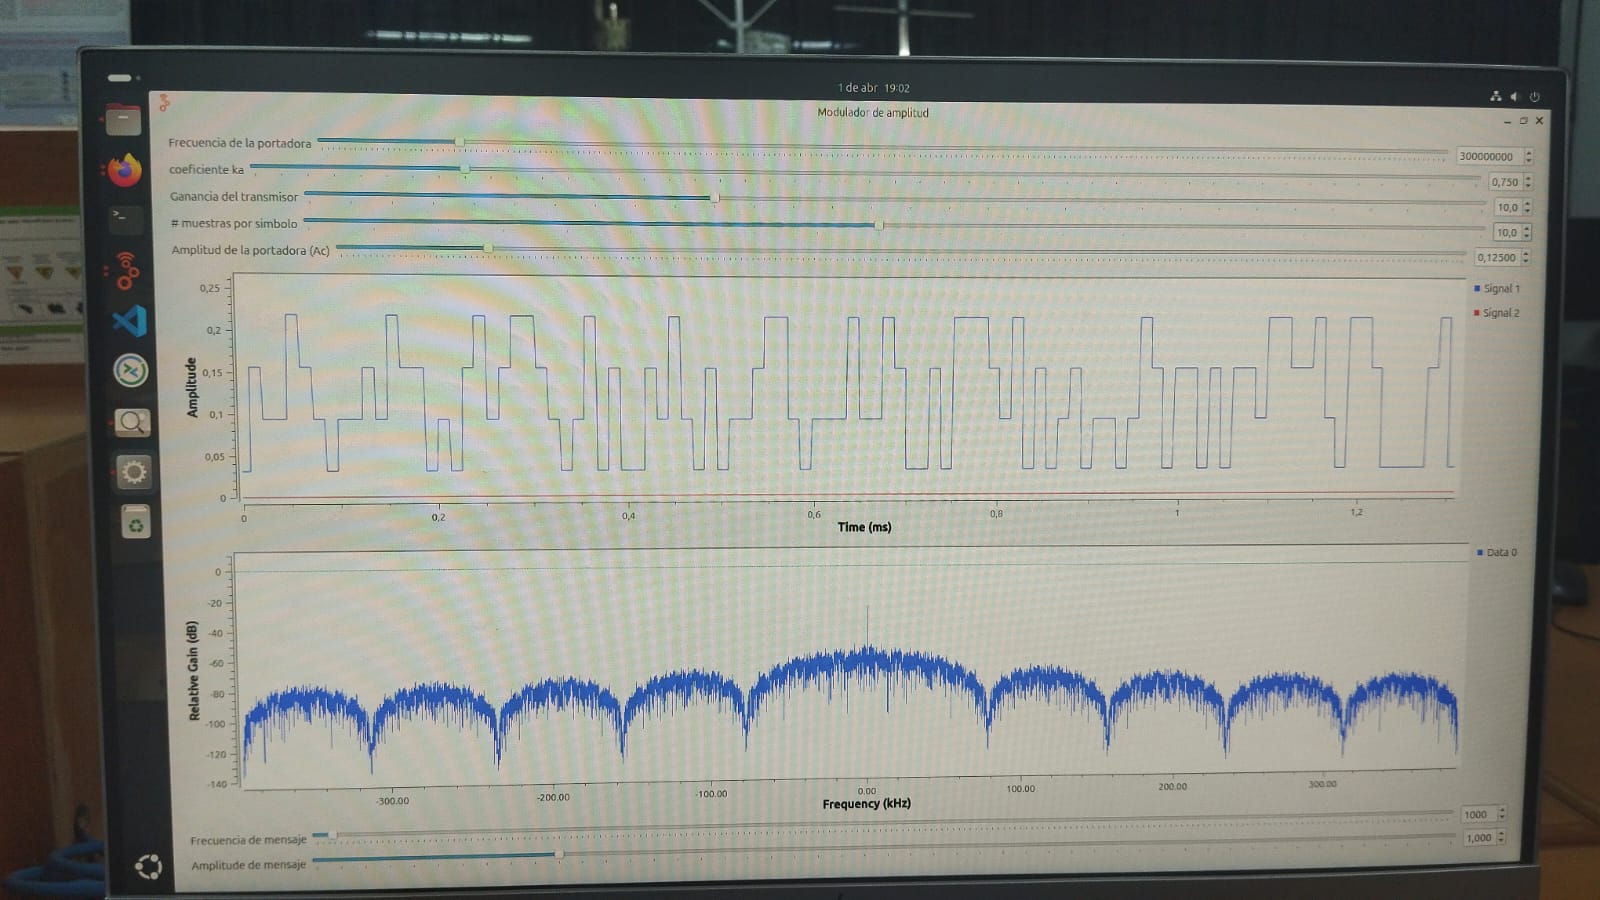 1 de abr 19:02
Modulador de amplitud
Frecuencia de la portadora
300000000
coeficiente ka
0,750
Ganancia del transmisor
10,0
# muestras por simbolo
10,0
Amplitud de la portadora (Ac)
0,12500
Signal 1
Signal 2
Amplitude
0,25
0,2
0,15
0,1
0,05
0
0 0,2 0,4 0,6 0,8 1 1,2
Time (ms)
Data 0
Relative Gain (dB)
0
-20
-40
-60
-80
-100
-120
-140
-300.00 -200.00 -100.00 0.00 100.00 200.00 300.00
Frequency (kHz)
Frecuencia de mensaje
1000
Amplitude de mensaje
1,000